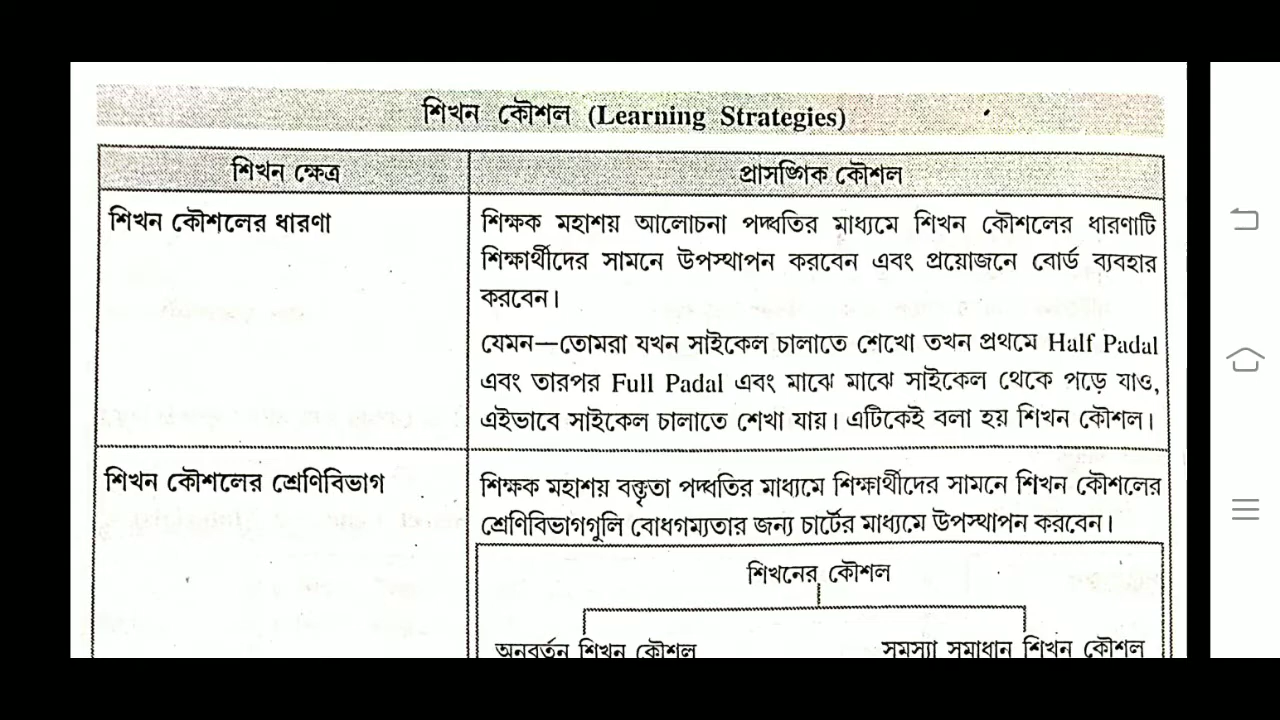 শিখন কৌশল (Learning Strategies)
শিখন ক্ষেত্র
প্রাসঙ্গিক কৌশল
শিখন কৌশলের ধারণা
শিক্ষক মহাশয় আলোচনা পদ্ধতির মাধ্যমে শিখন কৌশলের ধারণাটি
শিক্ষার্থীদের সামনে উপস্থাপন করবেন এবং প্রয়োজনে বোর্ড ব্যবহার
করবেন।
যেমন—তোমরা যখন সাইকেল চালাতে শেখো তখন প্রথমে Half Padal
এবং তারপর Full Padal এবং মাঝে মাঝে সাইকেল থেকে পড়ে যাও,
এইভাবে সাইকেল চালাতে শেখা যায়। এটিকেই বলা হয় শিখন কৌশল।
শিখন কৌশলের শ্রেণিবিভাগ
শিক্ষক মহাশয় বক্তৃতা পদ্ধতির মাধ্যমে শিক্ষার্থীদের সামনে শিখন কৌশলের
শ্রেণিবিভাগগুলি বোধগম্যতার জন্য চার্টের মাধ্যমে উপস্থাপন করবেন।
শিখনের কৌশল
অনুবর্তন শিখন কৌশল
সমস্যা সমাধান শিখন কৌশল